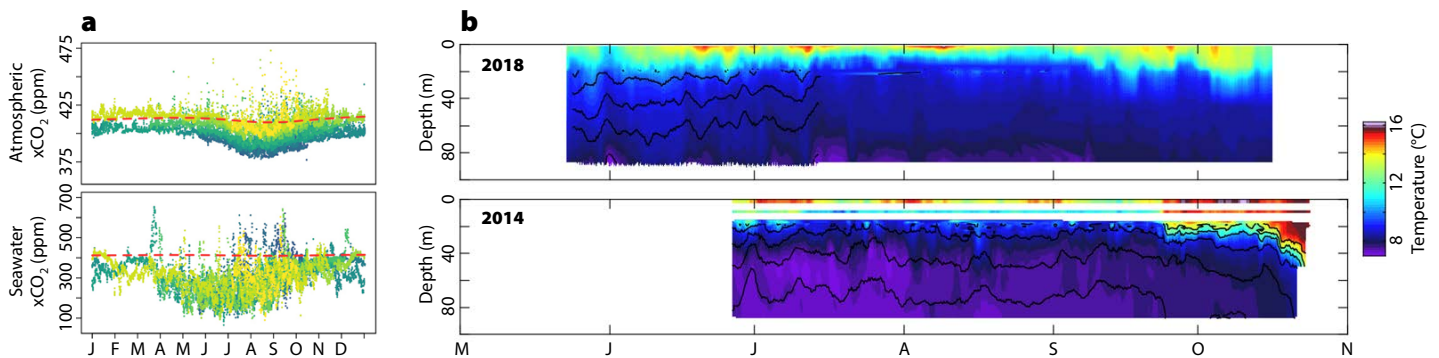 a
Atmospheric
xCO₂ (ppm)
475
425
375
Seawater
xCO₂ (ppm)
700
500
300
100
J F M A M J J A S O N D
b
2018
Depth (m)
0
40
80
2014
Depth (m)
0
40
80
M J J A S O N
16
12
8
Temperature (°C)